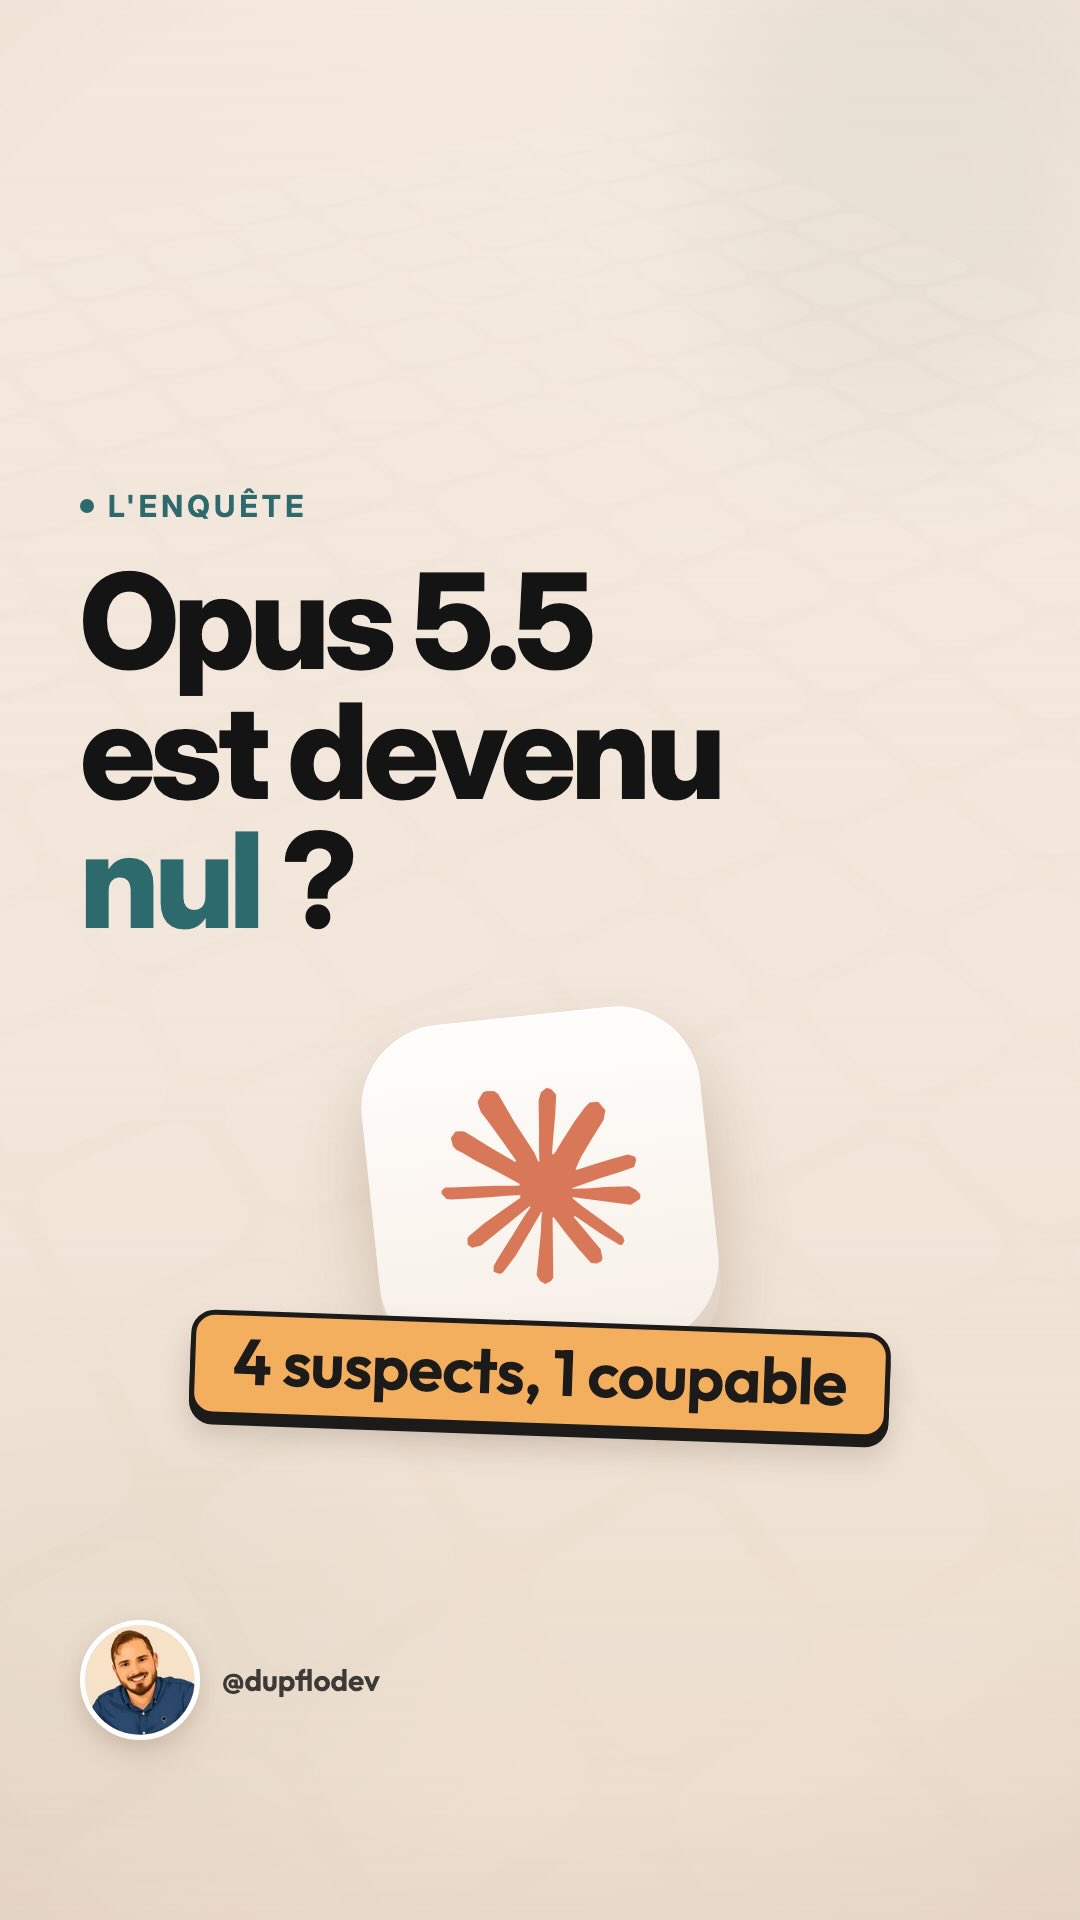 L'ENQUÊTE
Opus 5.5
est devenu
nul ?
4 suspects, 1 coupable
@dupflodev